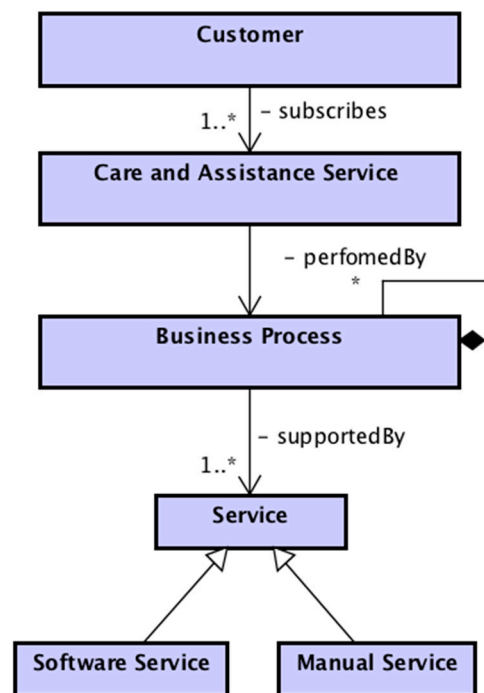 Customer
– subscribes
1..*
Care and Assistance Service
– perfomedBy
*
Business Process
– supportedBy
1..*
Service
Software Service
Manual Service